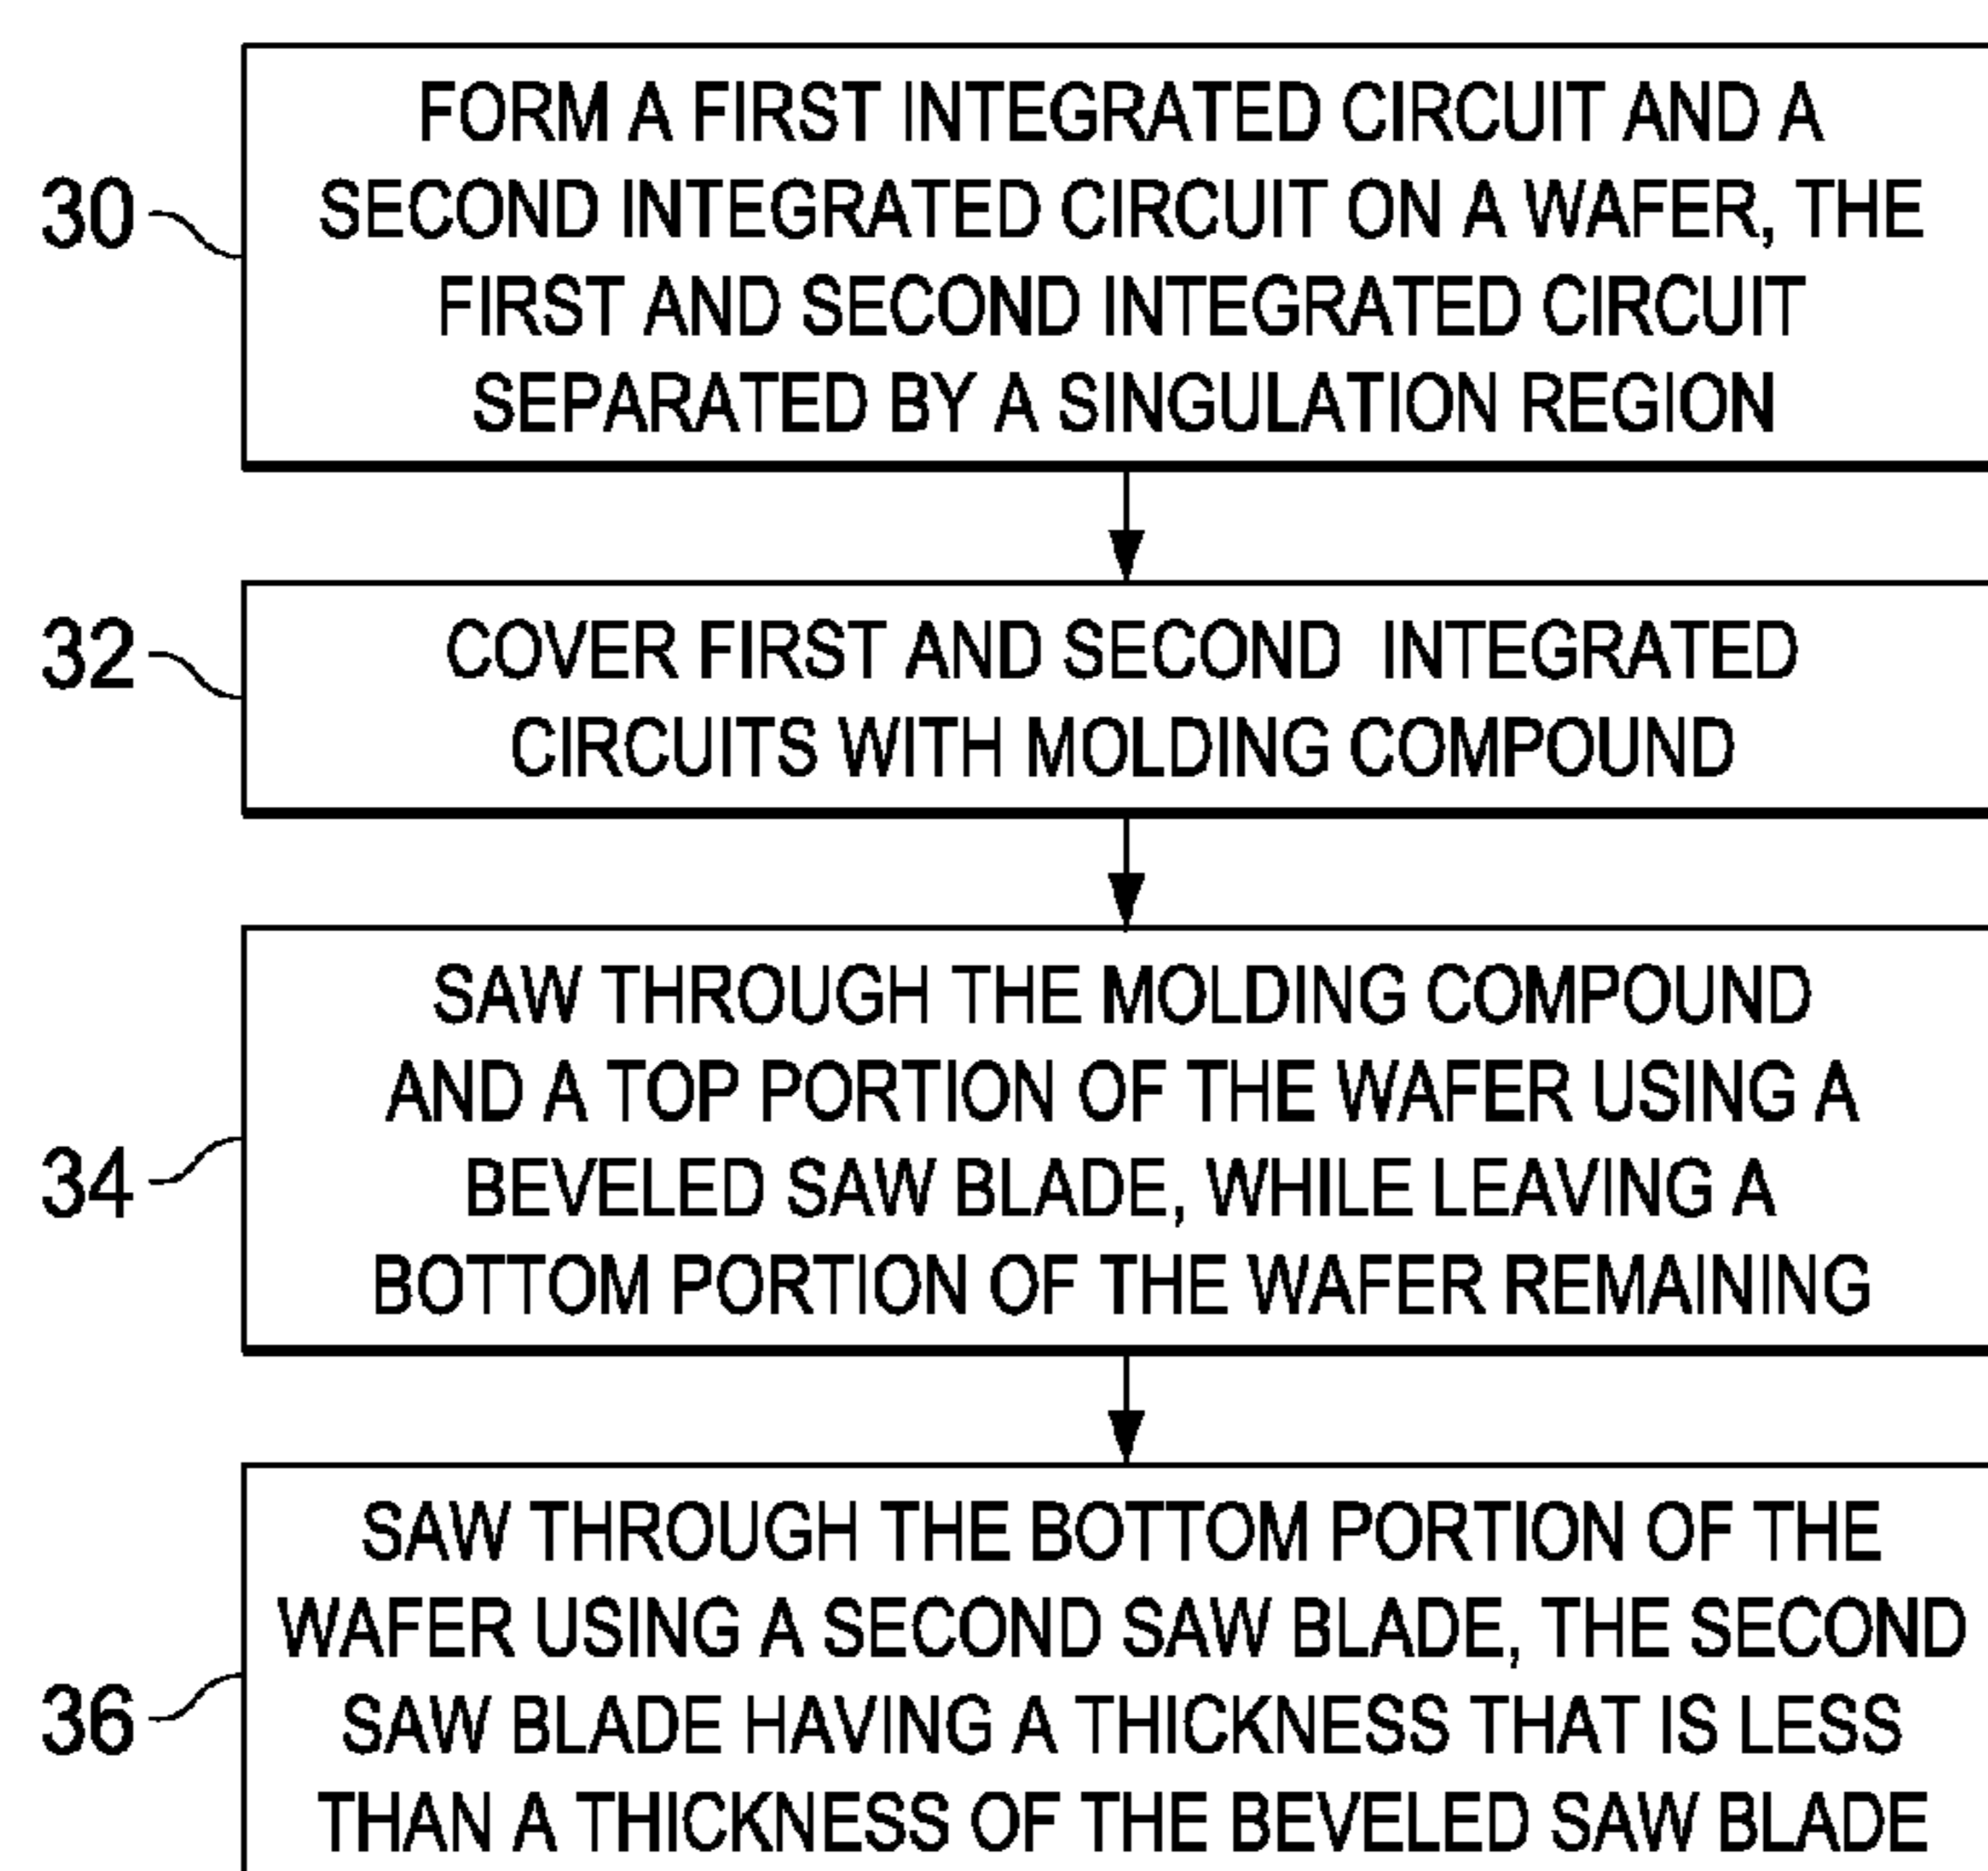 30
FORM A FIRST INTEGRATED CIRCUIT AND A
SECOND INTEGRATED CIRCUIT ON A WAFER, THE
FIRST AND SECOND INTEGRATED CIRCUIT
SEPARATED BY A SINGULATION REGION
32
COVER FIRST AND SECOND INTEGRATED
CIRCUITS WITH MOLDING COMPOUND
34
SAW THROUGH THE MOLDING COMPOUND
AND A TOP PORTION OF THE WAFER USING A
BEVELED SAW BLADE, WHILE LEAVING A
BOTTOM PORTION OF THE WAFER REMAINING
36
SAW THROUGH THE BOTTOM PORTION OF THE
WAFER USING A SECOND SAW BLADE, THE SECOND
SAW BLADE HAVING A THICKNESS THAT IS LESS
THAN A THICKNESS OF THE BEVELED SAW BLADE